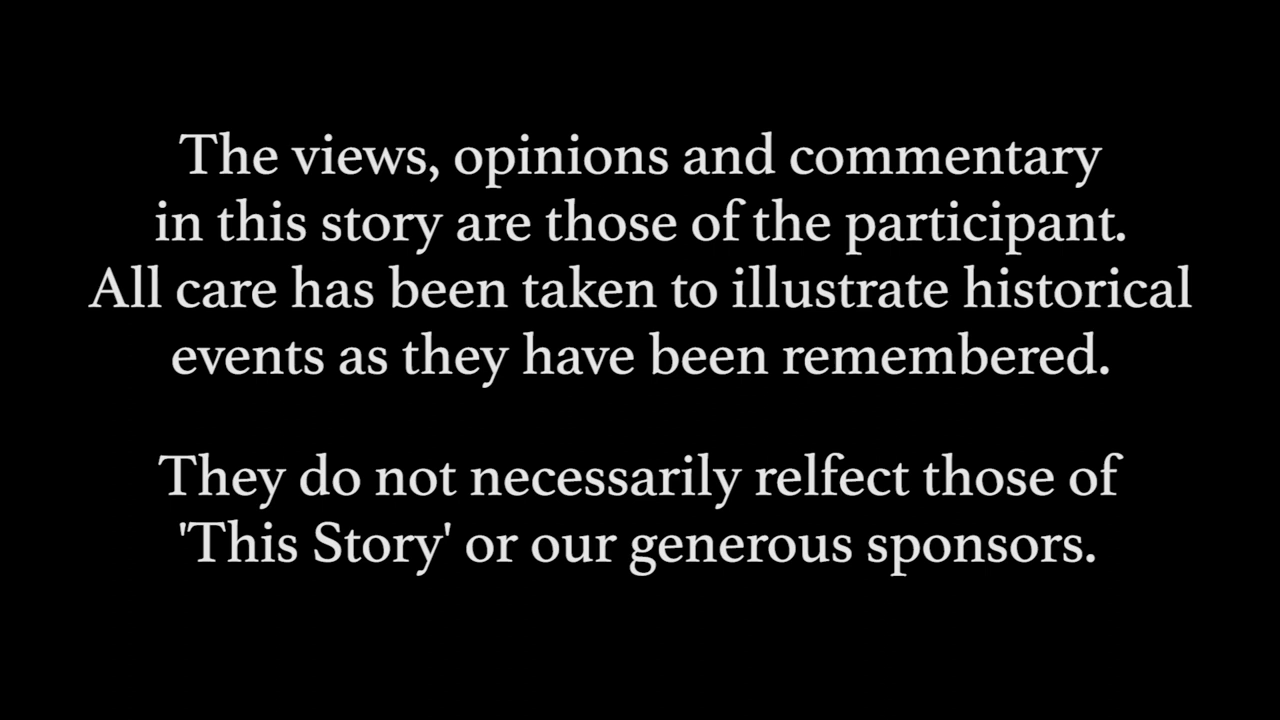 The views, opinions and commentary
in this story are those of the participant.
All care has been taken to illustrate historical
events as they have been remembered.
They do not necessarily relfect those of
'This Story' or our generous sponsors.